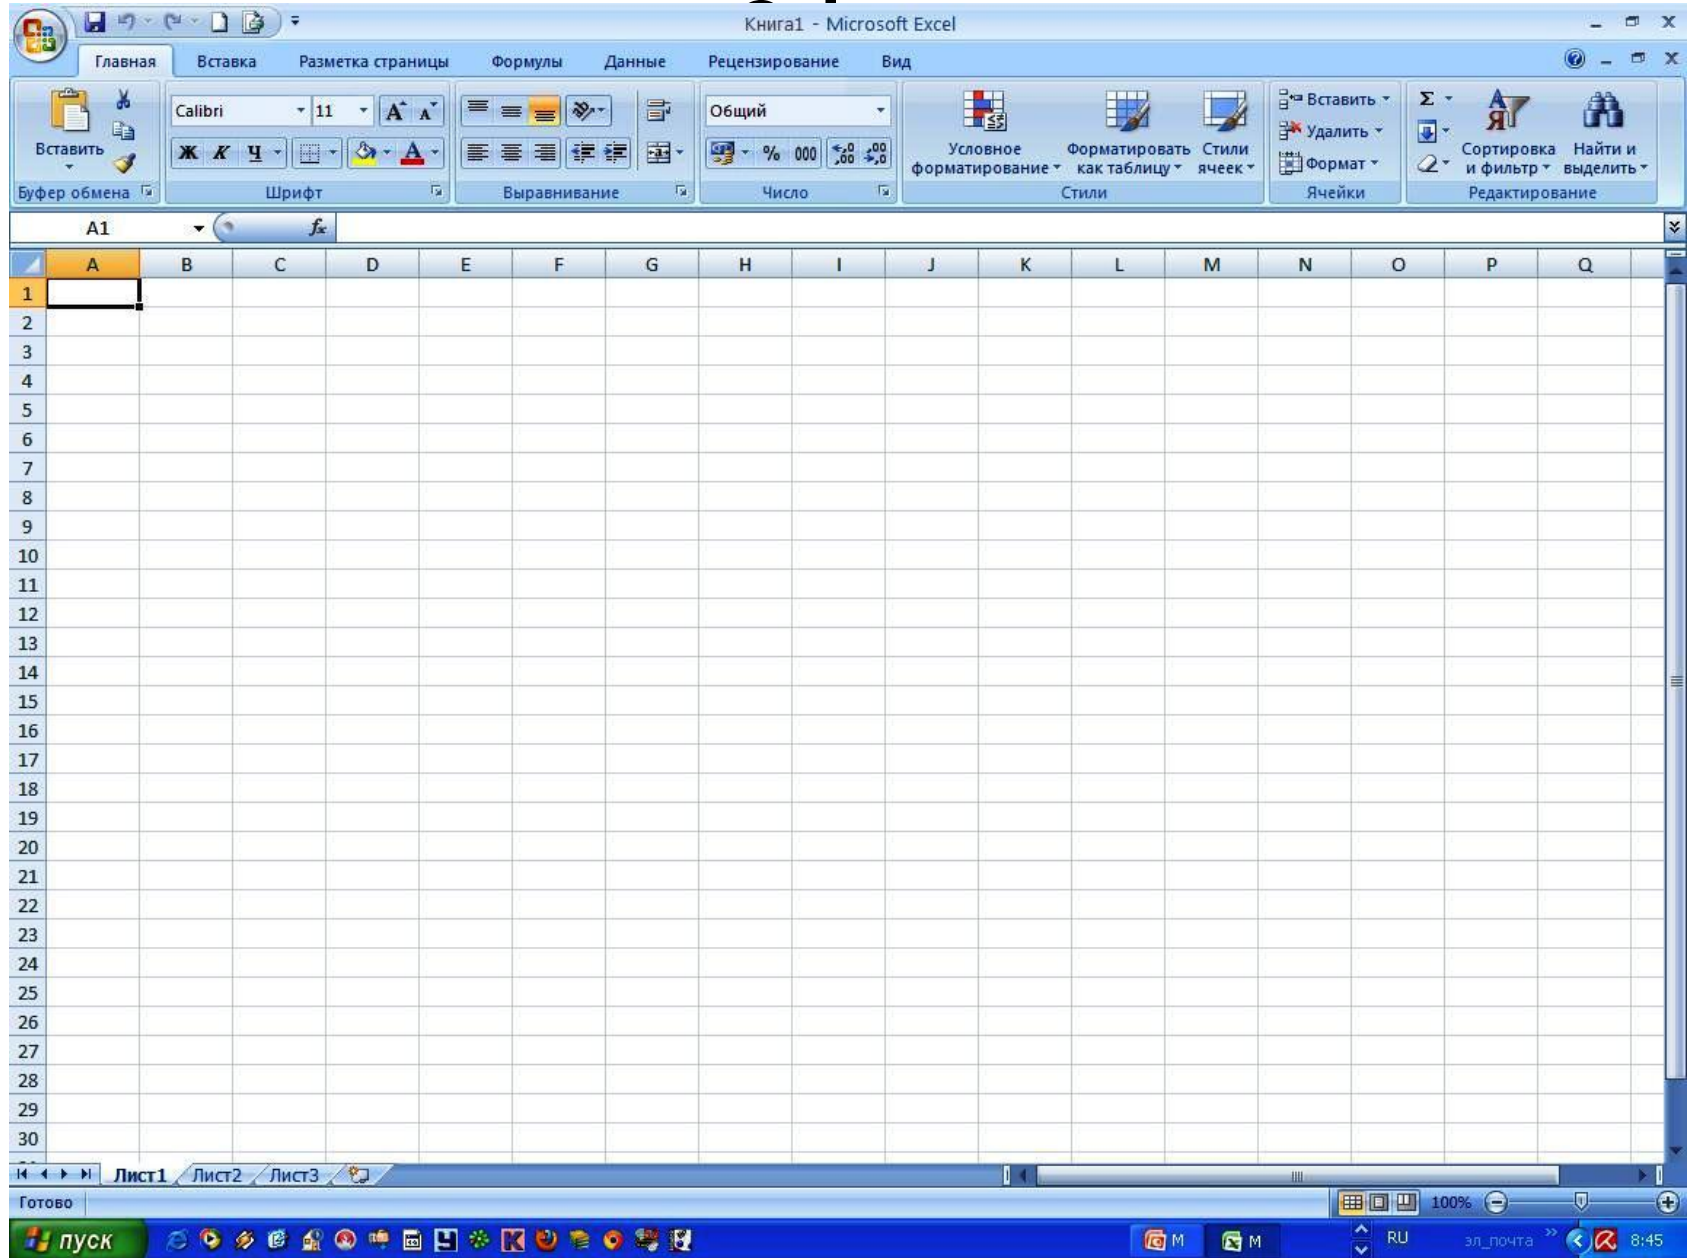 Книга1 - Microsoft Excel
Главная Вставка Разметка страницы Формулы Данные Рецензирование Вид
Calibri 11 A A Общий Условное форматирование Форматировать как таблицу Стили ячеек Вставить Σ Сортировка и фильтр Найти и выделить
Вставить Ж К Ч A % 000 Удалить
Формат
Буфер обмена Шрифт Выравнивание Число Стили Ячейки Редактирование
A1 fx
A B C D E F G H I J K L M N O P Q
1
2
3
4
5
6
7
8
9
10
11
12
13
14
15
16
17
18
19
20
21
22
23
24
25
26
27
28
29
30
Лист1 Лист2 Лист3
Готово 100%
пуск M M RU эл_почта 8:45